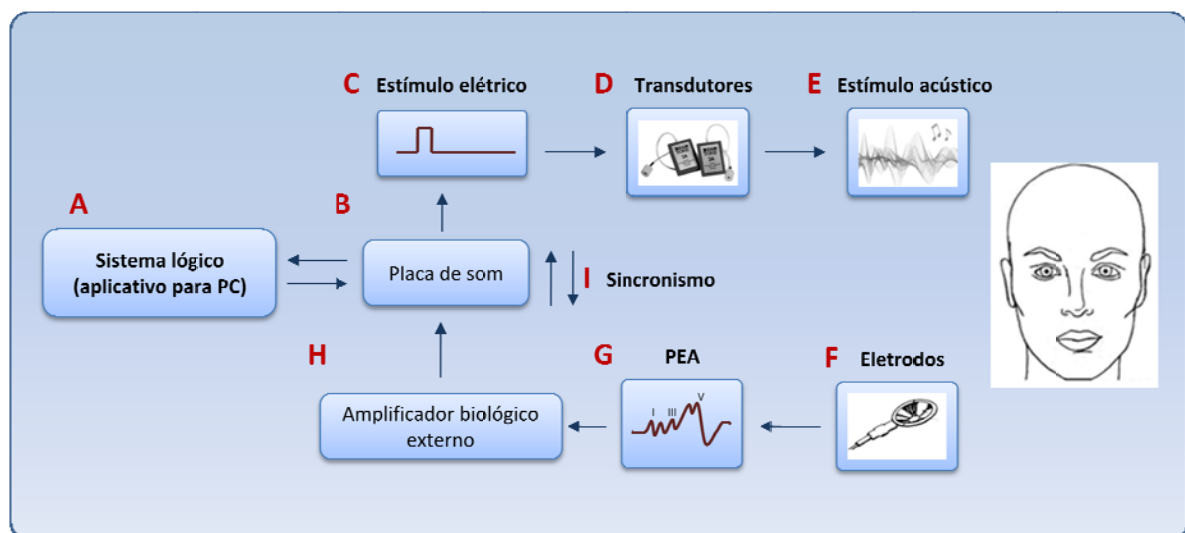 C Estímulo elétrico
D Transdutores
E Estímulo acústico
A
B
Sistema lógico
(aplicativo para PC)
Placa de som
I Sincronismo
H
G PEA
F Eletrodos
Amplificador biológico
externo
I III V